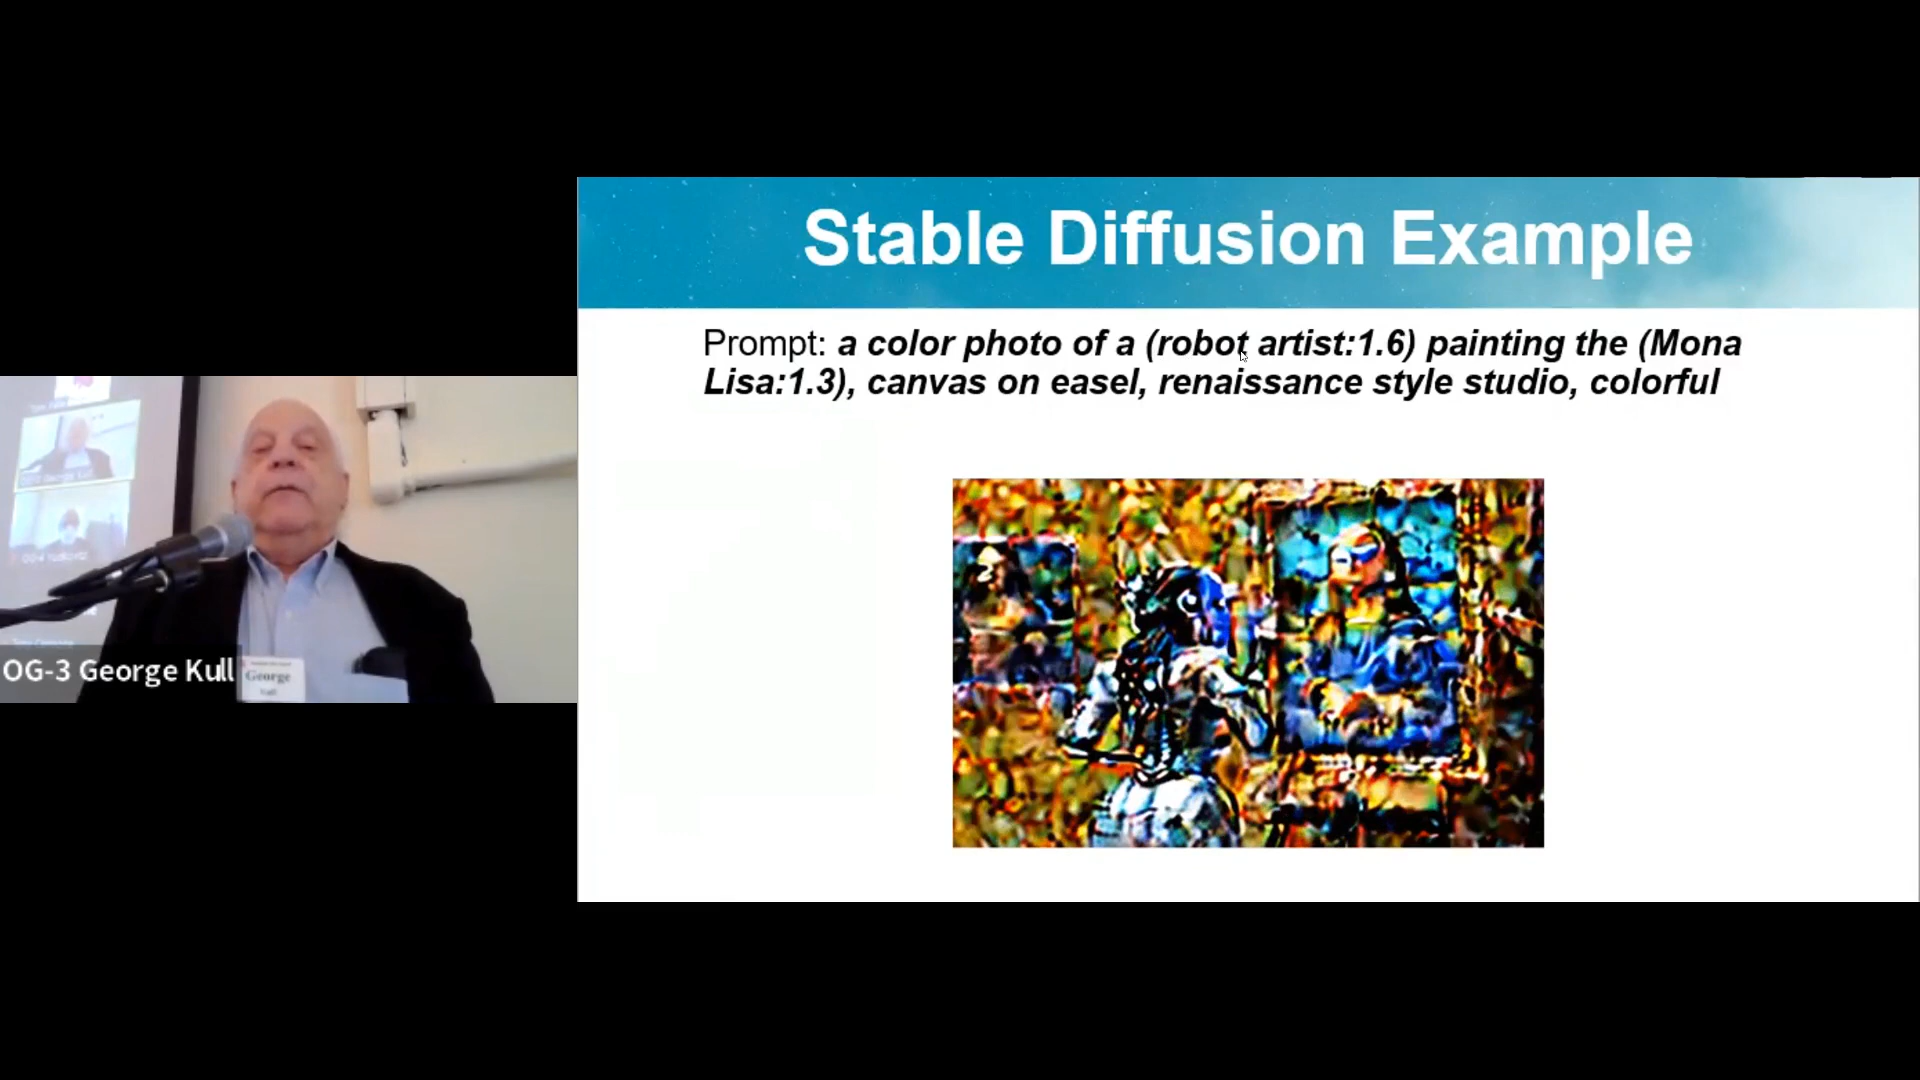 Stable Diffusion Example
Prompt: a color photo of a (robot artist:1.6) painting the (Mona
Lisa:1.3), canvas on easel, renaissance style studio, colorful
OG-3 George Kull
George
Kull